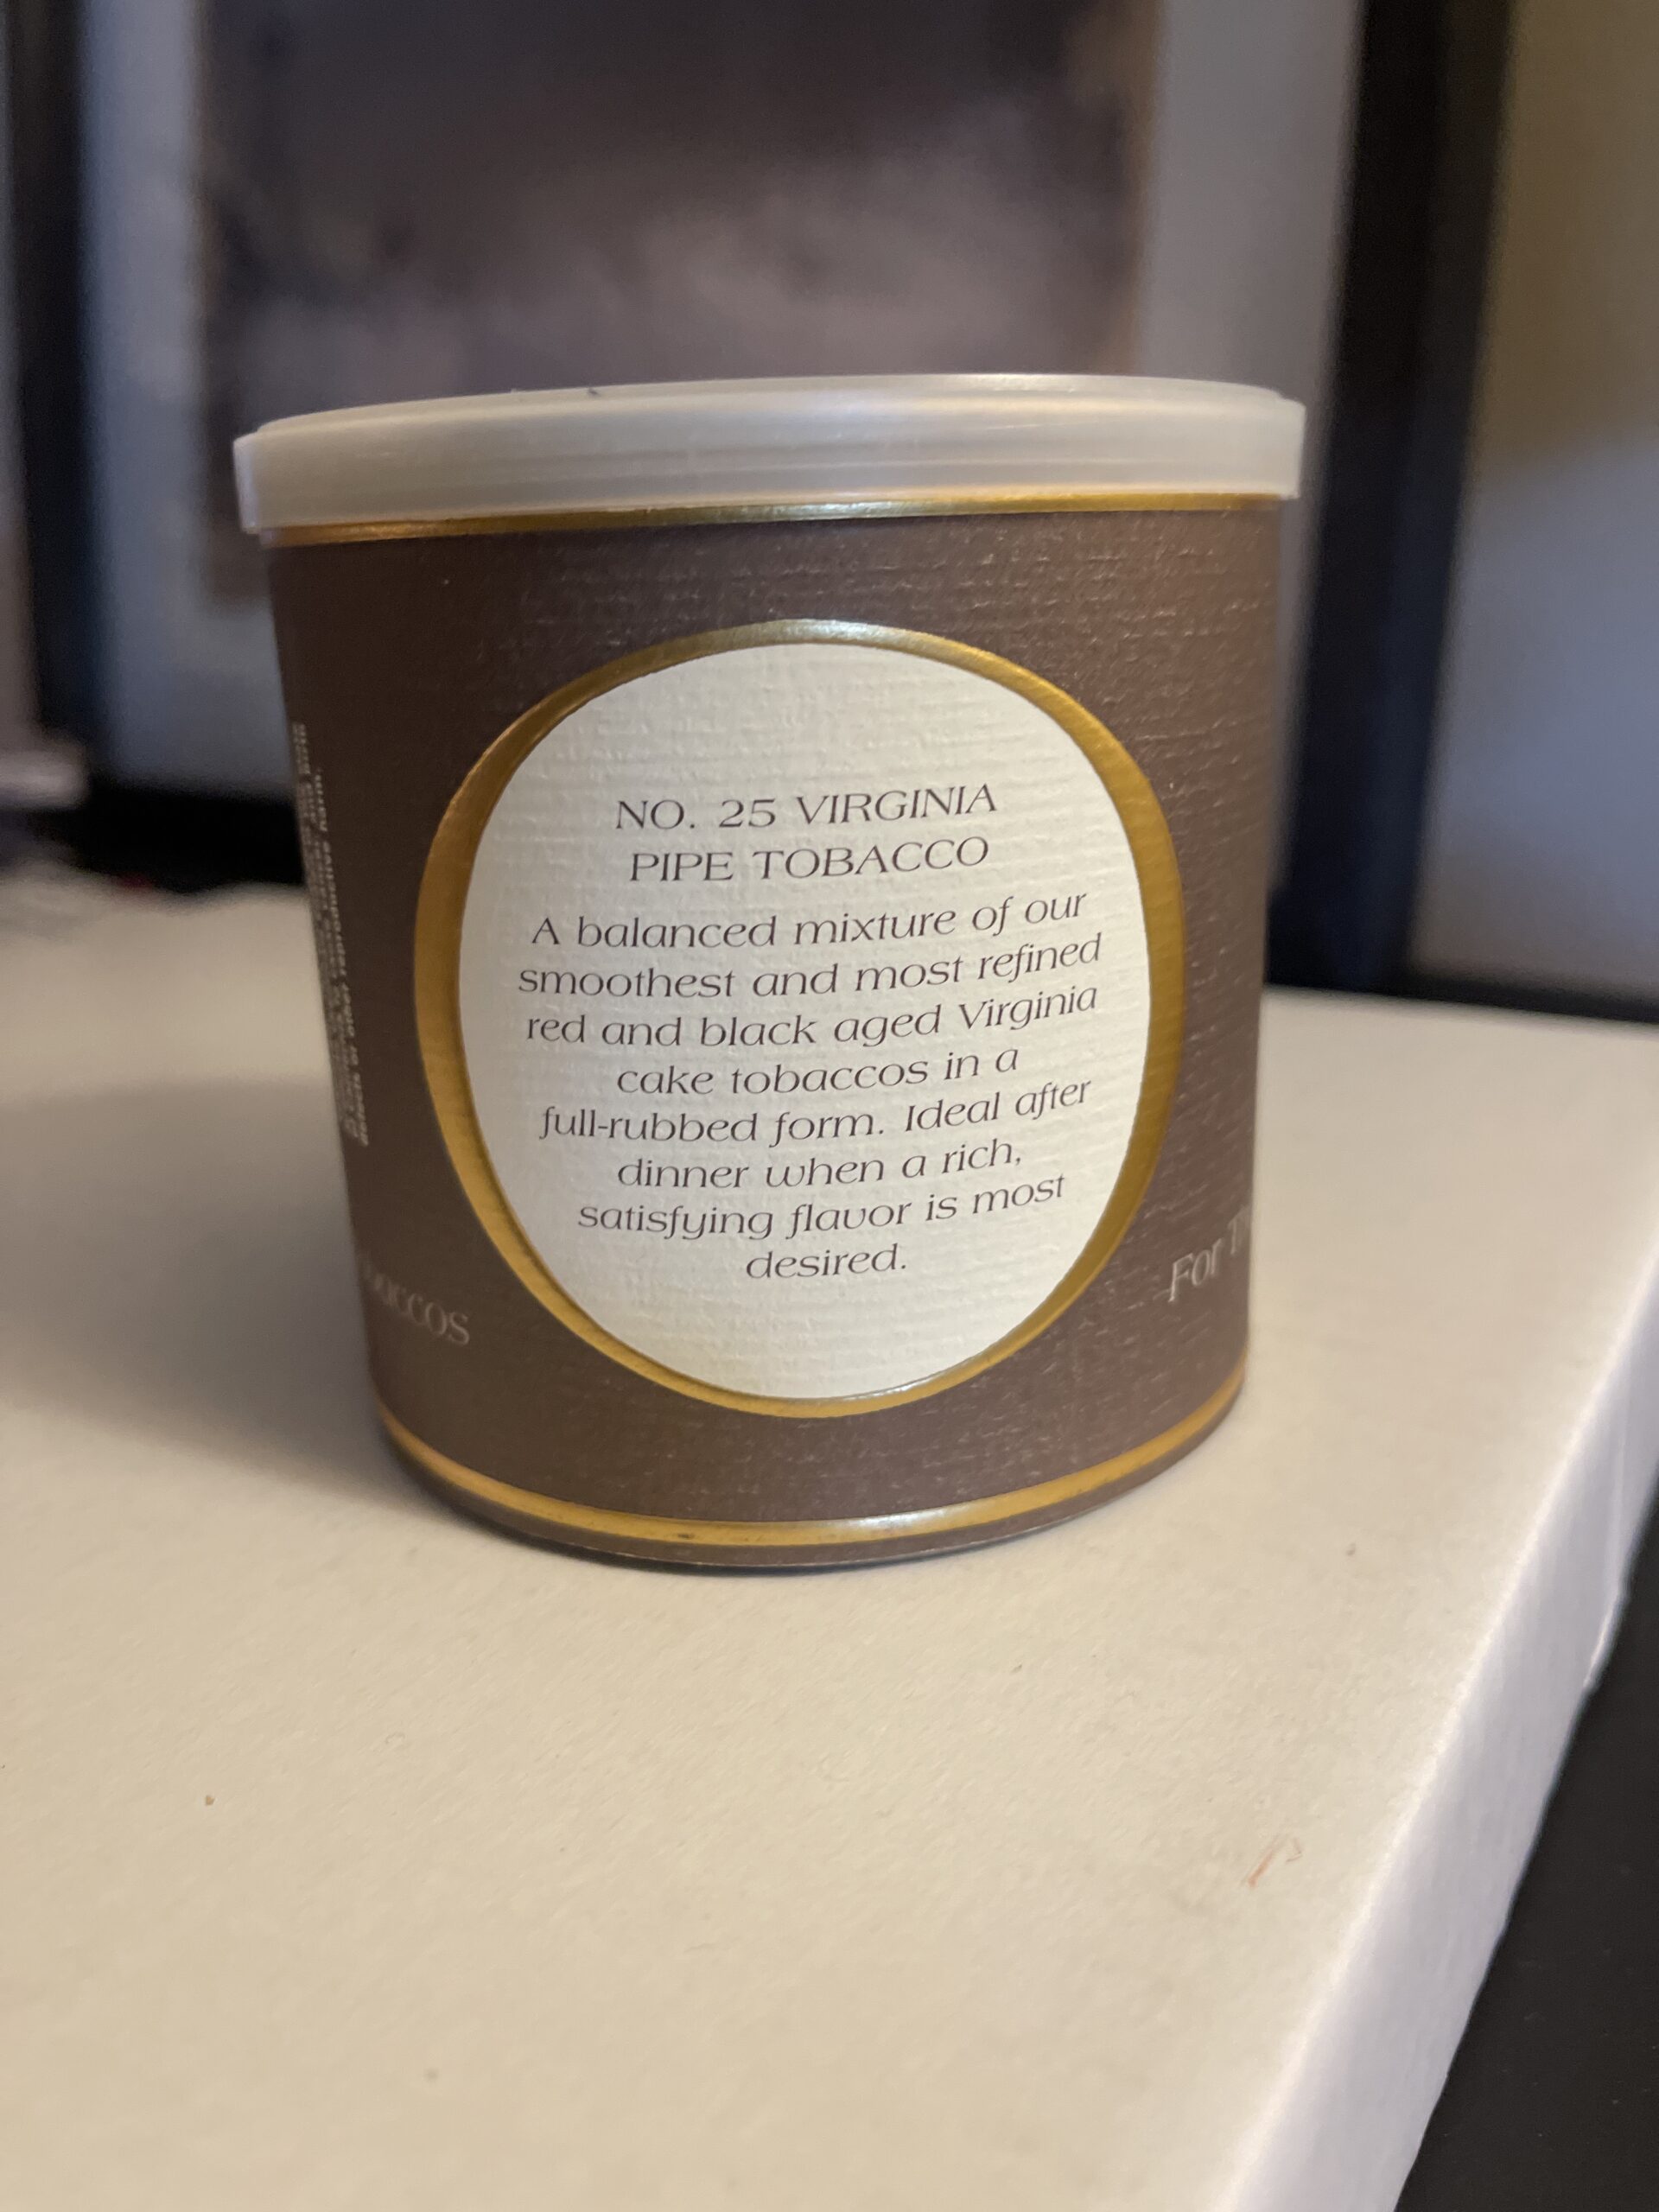 NO. 25 VIRGINIA
PIPE TOBACCO
A balanced mixture of our
smoothest and most refined
red and black aged Virginia
cake tobaccos in a
full-rubbed form. Ideal after
dinner when a rich,
satisfying flavor is most
desired.
For